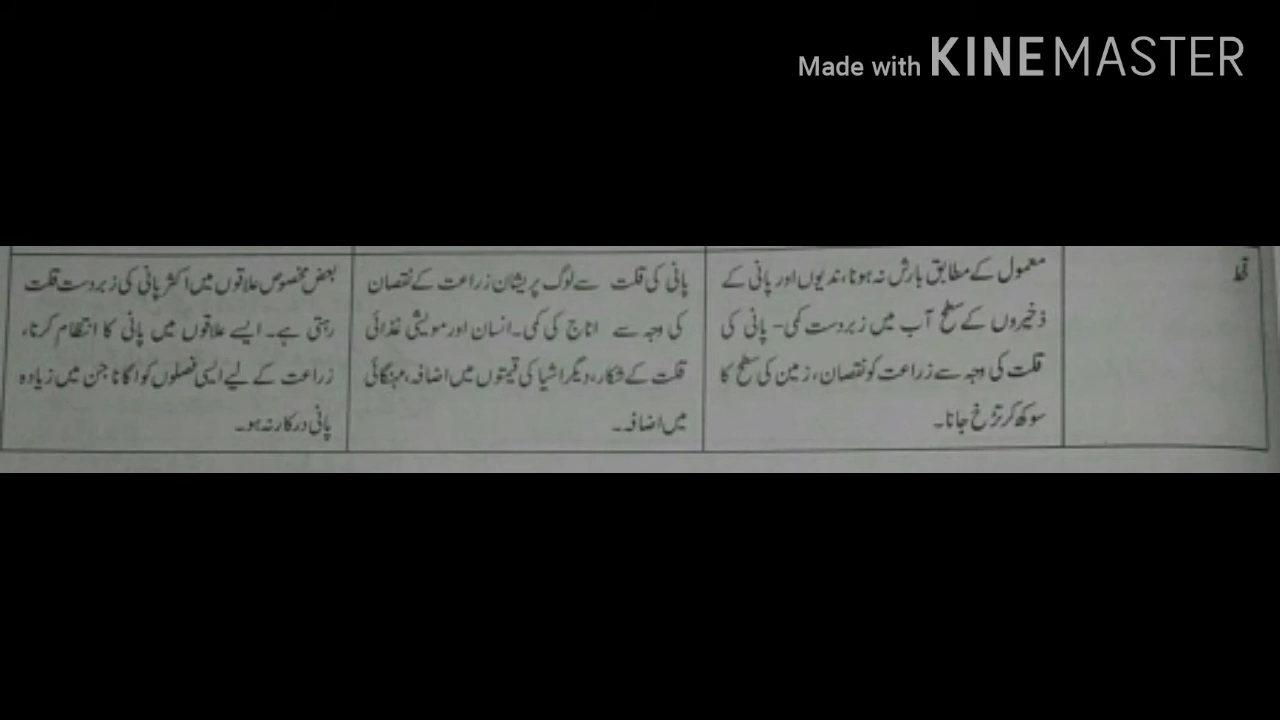 Made with KINEMASTER
قحط
معمول کے مطابق بارش نہ ہونا، ندیوں اور پانی کے
ذخیروں کے سطح آب میں زبردست کمی - پانی کی
قلت کی وجہ سے زراعت کو نقصان، زمین کی سطح کا
سوکھ کر تڑخ جانا۔
پانی کی قلت سے لوگ پریشان زراعت کے نقصان
کی وجہ سے اناج کی کمی۔ انسان اور مویشی غذائی
قلت کے شکار، دیگر اشیا کی قیمتوں میں اضافہ، مہنگائی
میں اضافہ۔
بعض مخصوص علاقوں میں اکثر پانی کی زبردست قلت
رہتی ہے۔ ایسے علاقوں میں پانی کا انتظام کرنا،
زراعت کے لیے ایسی فصلوں کو اگانا جن میں زیادہ
پانی درکار نہ ہو۔